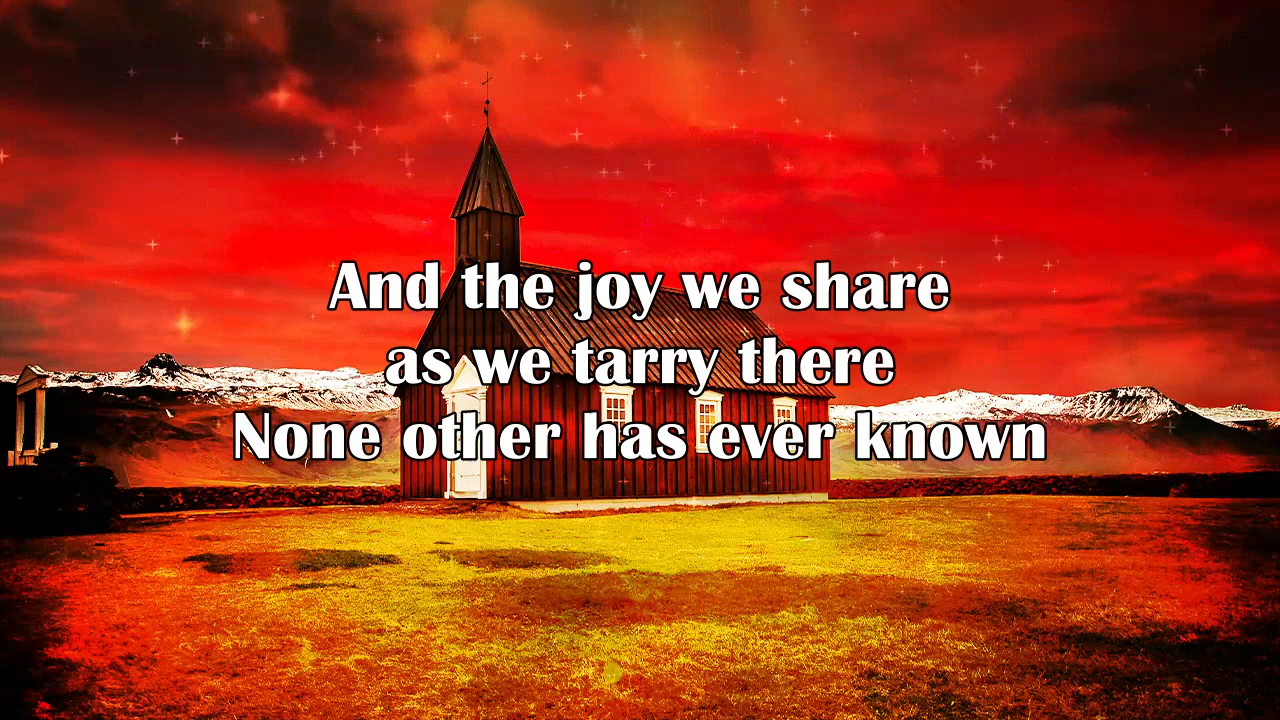 And the joy we share
as we tarry there
None other has ever known